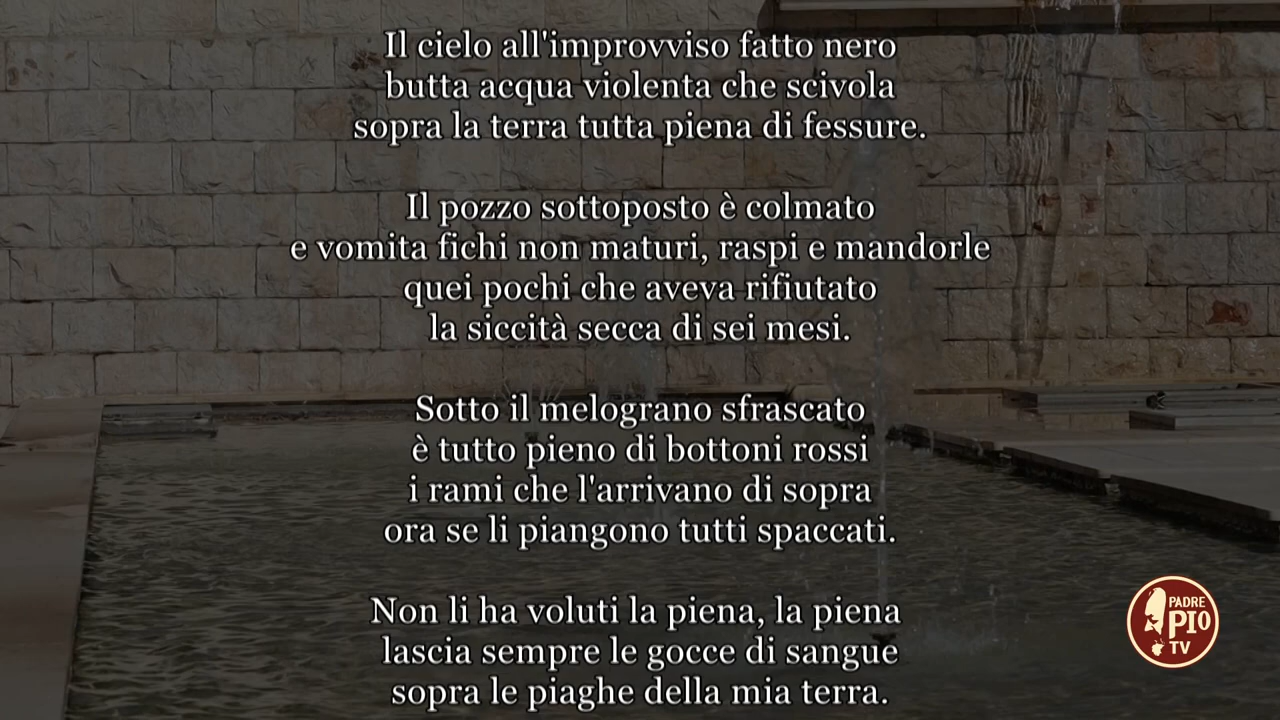 Il cielo all'improvviso fatto nero
butta acqua violenta che scivola
sopra la terra tutta piena di fessure.
Il pozzo sottoposto è colmato
e vomita fichi non maturi, raspi e mandorle
quei pochi che aveva rifiutato
la siccità secca di sei mesi.
Sotto il melograno sfrascato
è tutto pieno di bottoni rossi
i rami che l'arrivano di sopra
ora se li piangono tutti spaccati.
Non li ha voluti la piena, la piena
lascia sempre le gocce di sangue
sopra le piaghe della mia terra.
PADRE
PIO
TV